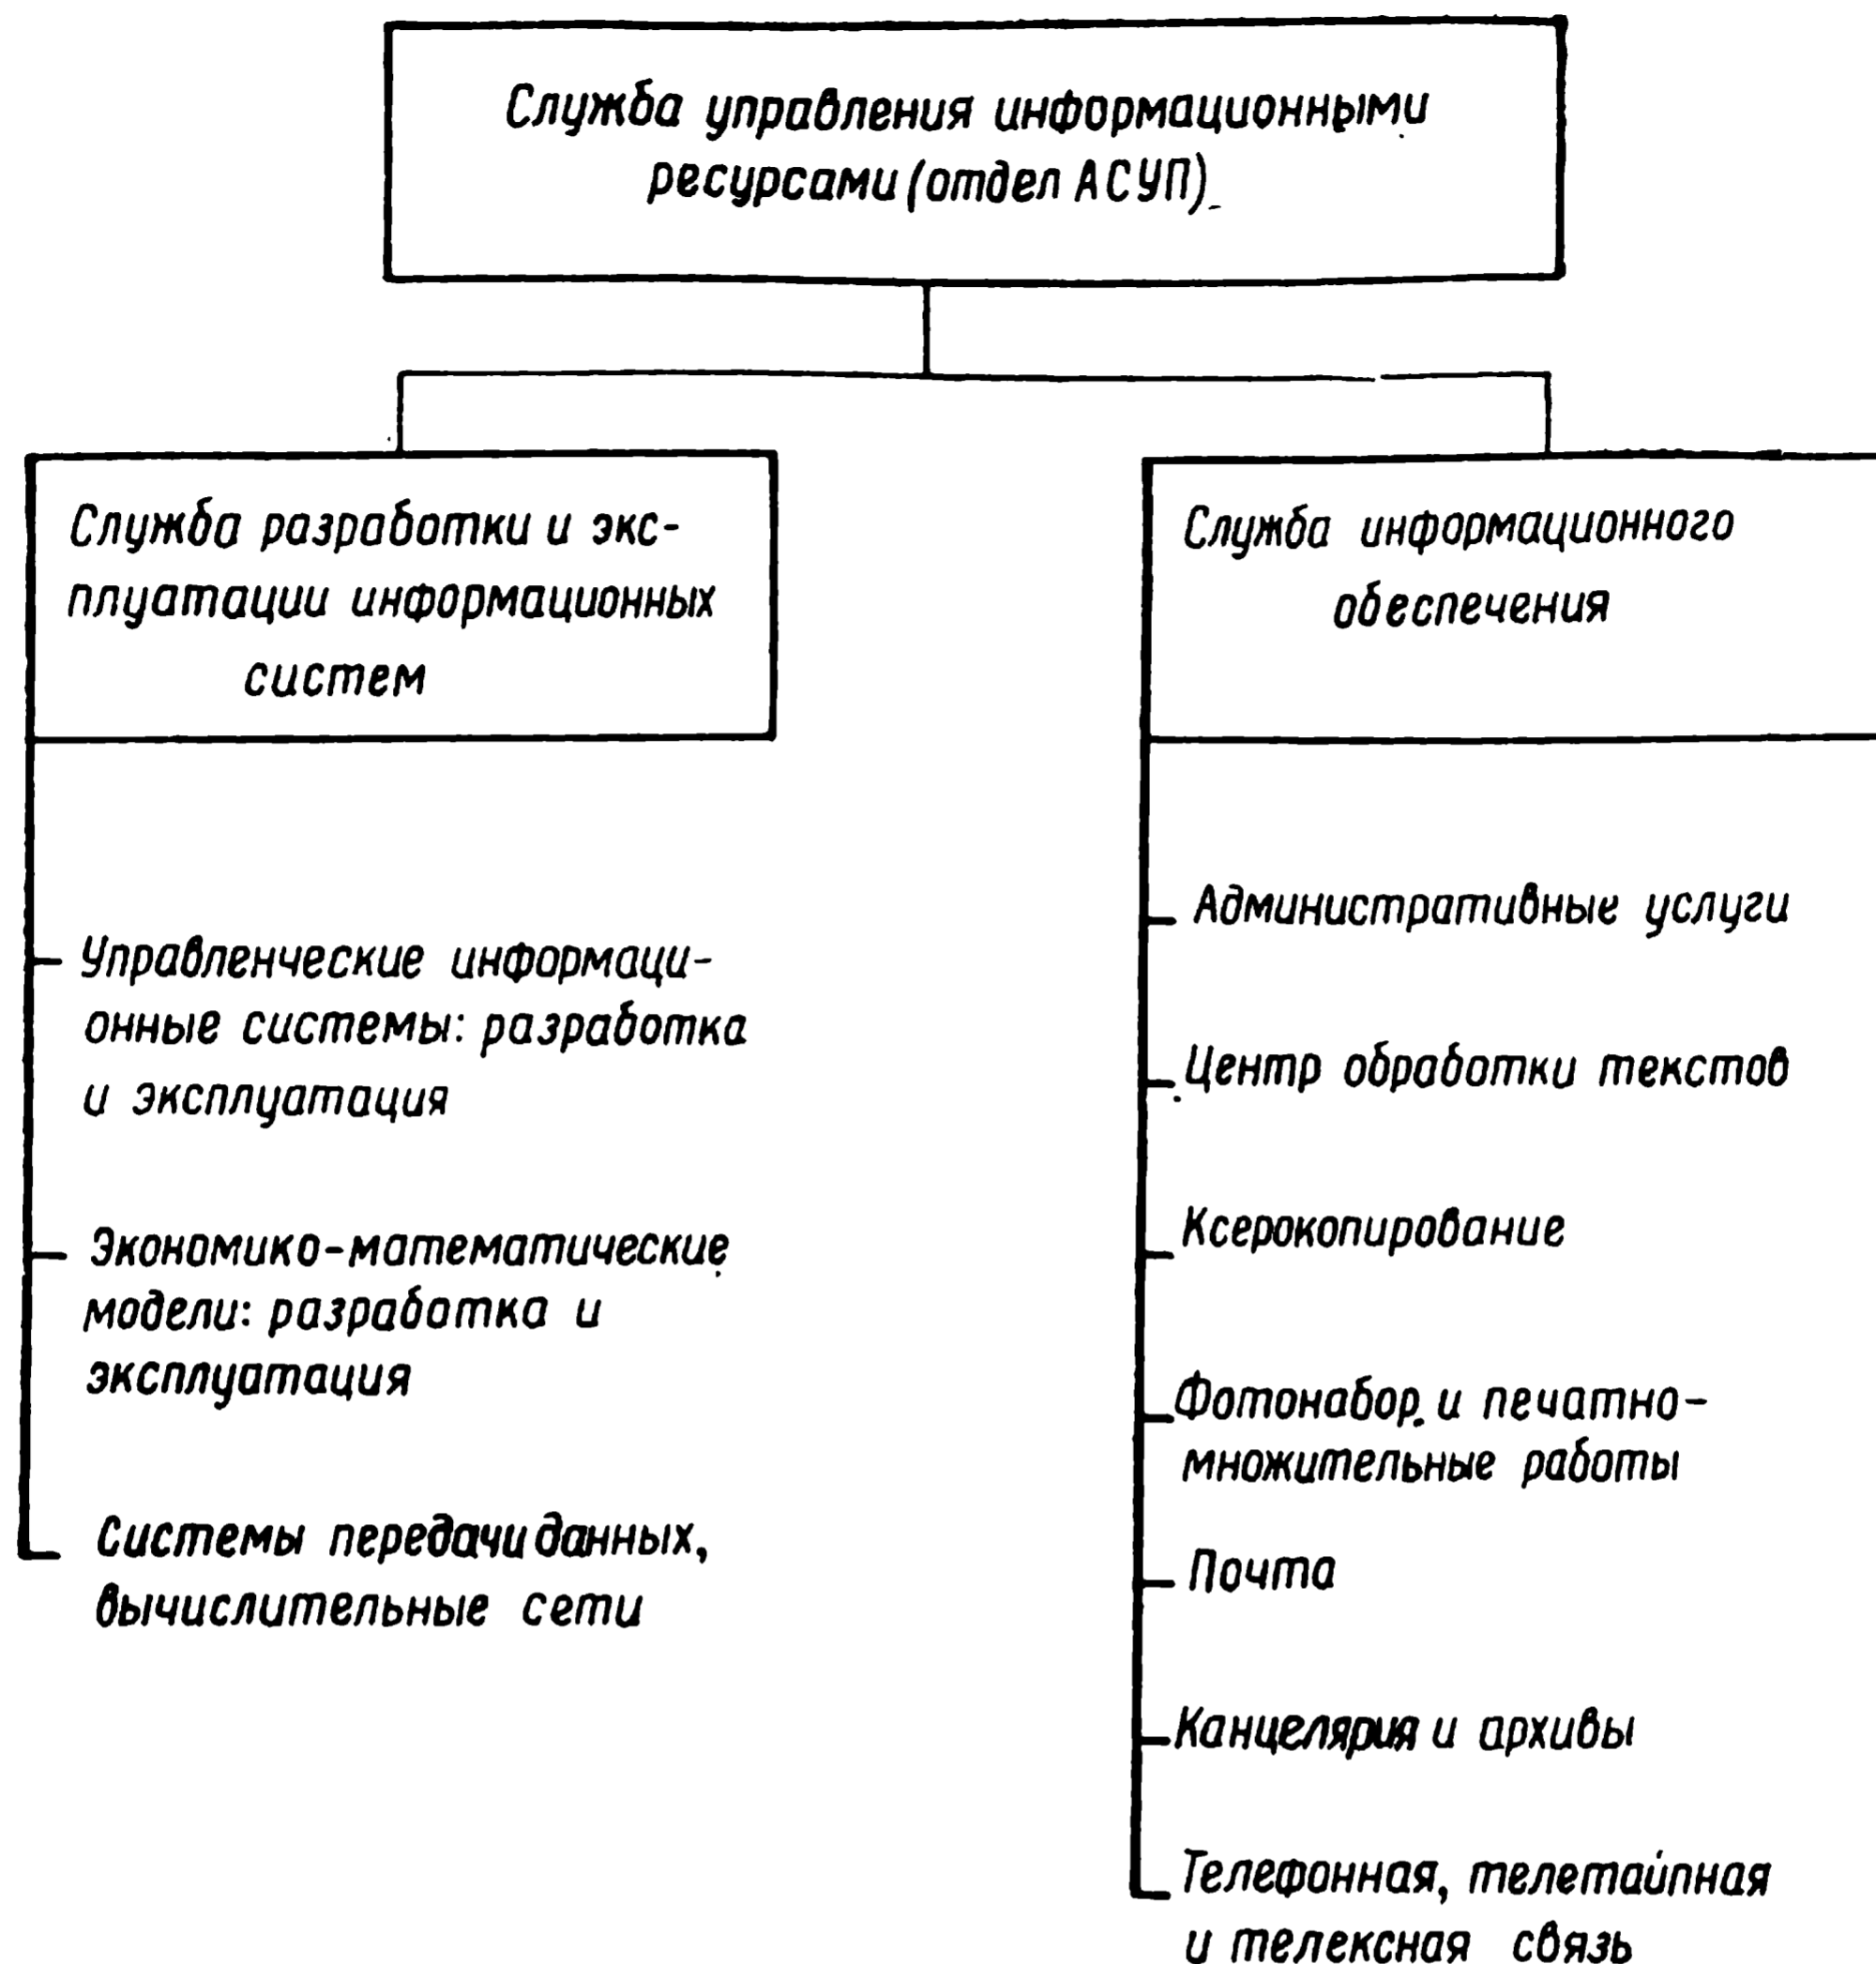 Служба управления информационными
ресурсами (отдел АСУП)
Служба разработки и экс-
плуатации информационных
систем
Управленческие информаци-
онные системы: разработка
и эксплуатация
Экономико-математические
модели: разработка и
эксплуатация
Системы передачи данных,
вычислительные сети
Служба информационного
обеспечения
Административные услуги
Центр обработки текстов
Ксерокопирование
Фотонабор и печатно-
множительные работы
Почта
Канцелярия и архивы
Телефонная, телетайпная
и телексная связь